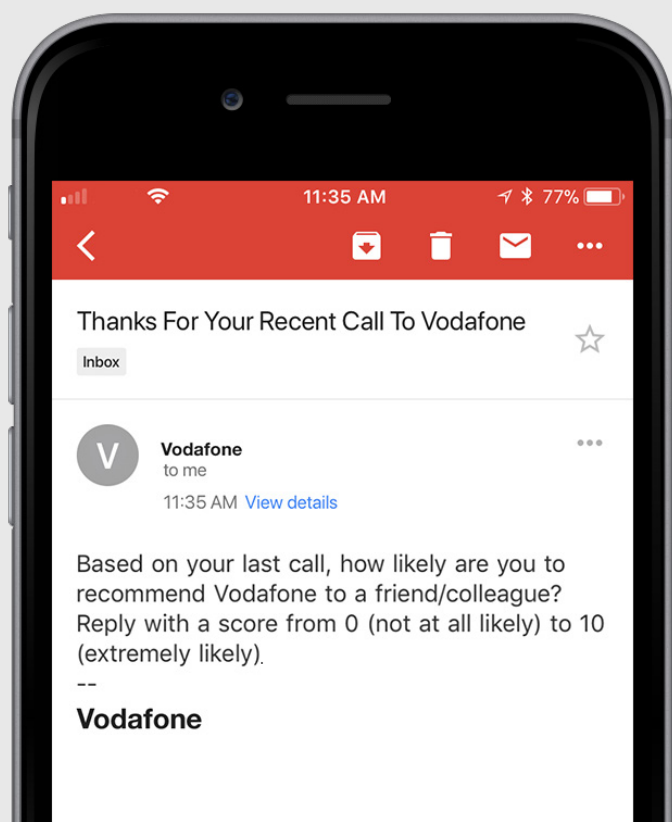 11:35 AM
77%
Thanks For Your Recent Call To Vodafone
Inbox
V
Vodafone
to me
11:35 AM View details
Based on your last call, how likely are you to
recommend Vodafone to a friend/colleague?
Reply with a score from 0 (not at all likely) to 10
(extremely likely).
--
Vodafone